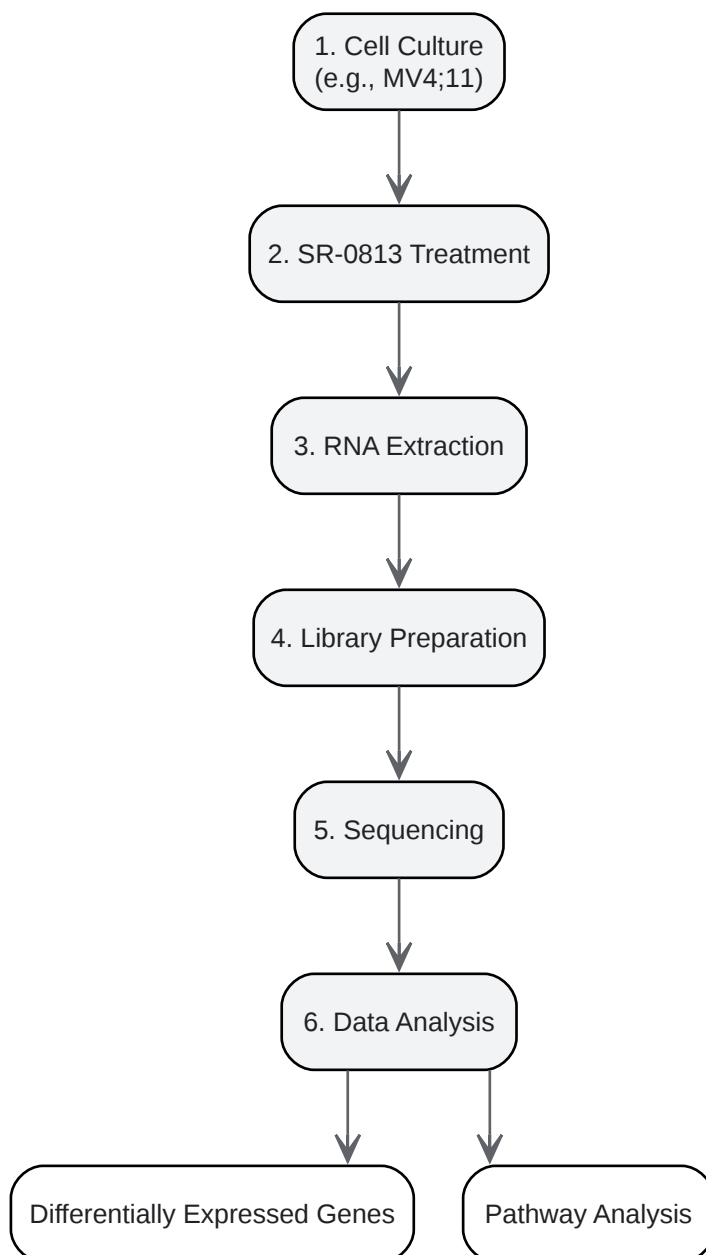 1. Cell Culture
(e.g., MV4;11)
2. SR-0813 Treatment
3. RNA Extraction
4. Library Preparation
5. Sequencing
6. Data Analysis
Differentially Expressed Genes
Pathway Analysis